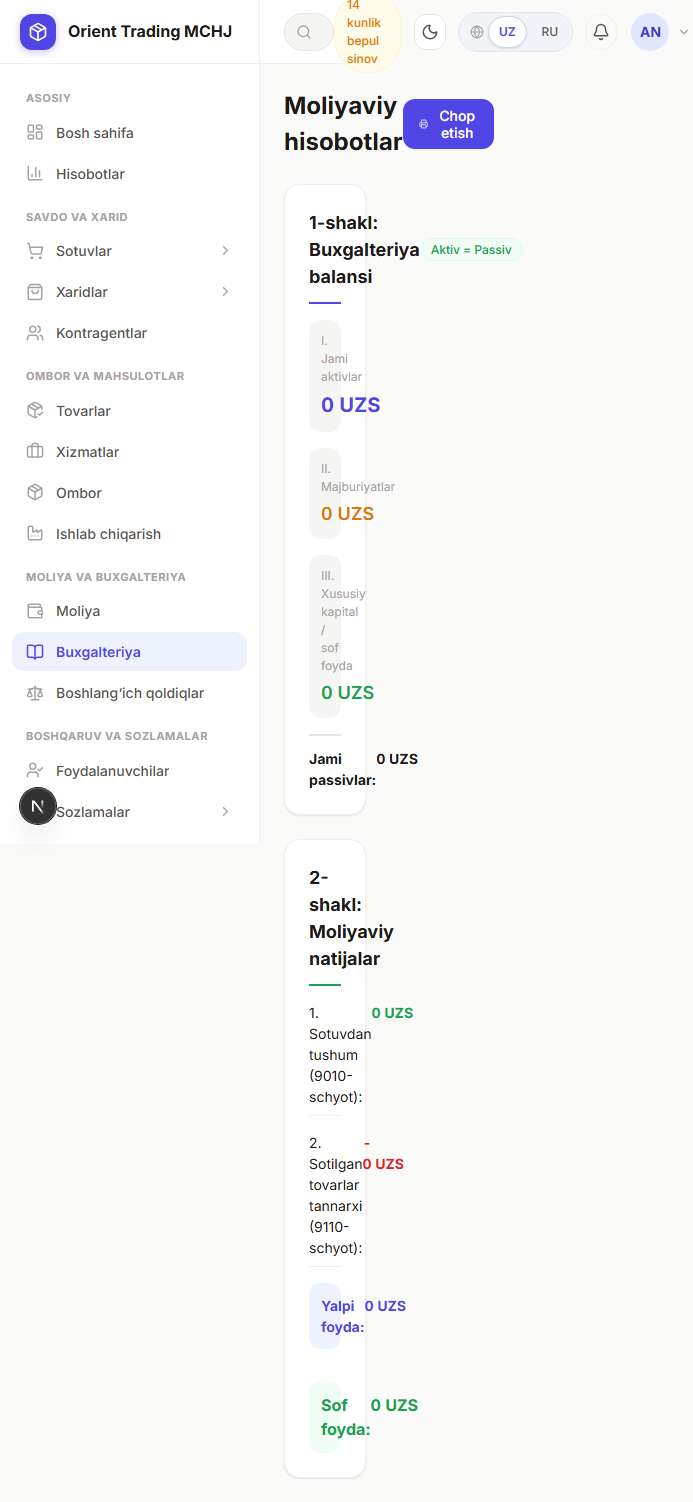 Orient Trading MCHJ
14
kunlik
bepul
sinov
UZ
RU
AN
ASOSIY
Bosh sahifa
Hisobotlar
SAVDO VA XARID
Sotuvlar
Xaridlar
Kontragentlar
OMBOR VA MAHSULOTLAR
Tovarlar
Xizmatlar
Ombor
Ishlab chiqarish
MOLIYA VA BUXGALTERIYA
Moliya
Buxgalteriya
Boshlang‘ich qoldiqlar
BOSHQARUV VA SOZLAMALAR
Foydalanuvchilar
N
Sozlamalar
Moliyaviy
hisobotlar
Chop
etish
1-shakl:
Buxgalteriya
balansi
Aktiv = Passiv
I.
Jami
aktivlar
0 UZS
II.
Majburiyatlar
0 UZS
III.
Xususiy
kapital
/
sof
foyda
0 UZS
Jami
passivlar:
0 UZS
2-
shakl:
Moliyaviy
natijalar
1.
Sotuvdan
tushum
(9010-
schyot):
0 UZS
2.
Sotilgan
tovarlar
tannarxi
(9110-
schyot):
-
0 UZS
Yalpi
foyda:
0 UZS
Sof
foyda:
0 UZS